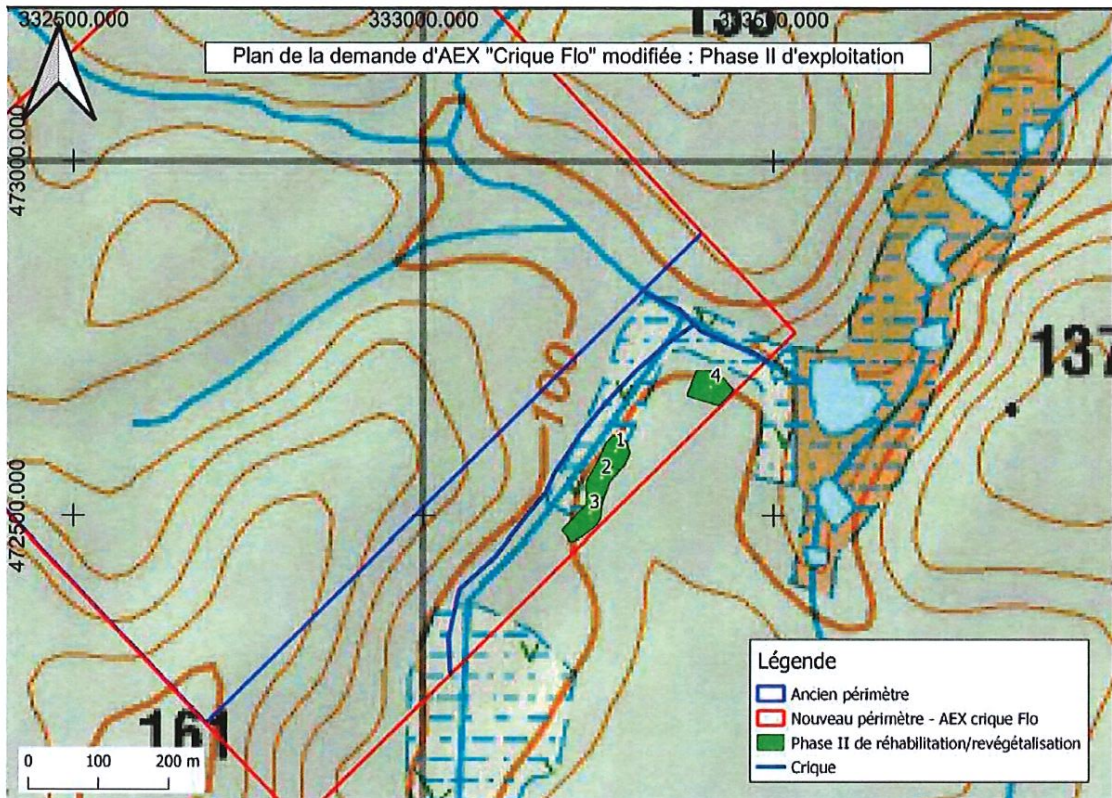 332500.000 333000.000 333500.000
Plan de la demande d'AEX "Crique Flo" modifiée : Phase II d'exploitation
473000.000
100
137
4
1
2
3
472500.000
161
Légende
Ancien périmètre
Nouveau périmètre - AEX crique Flo
Phase II de réhabilitation/revégétalisation
Crique
0 100 200 m